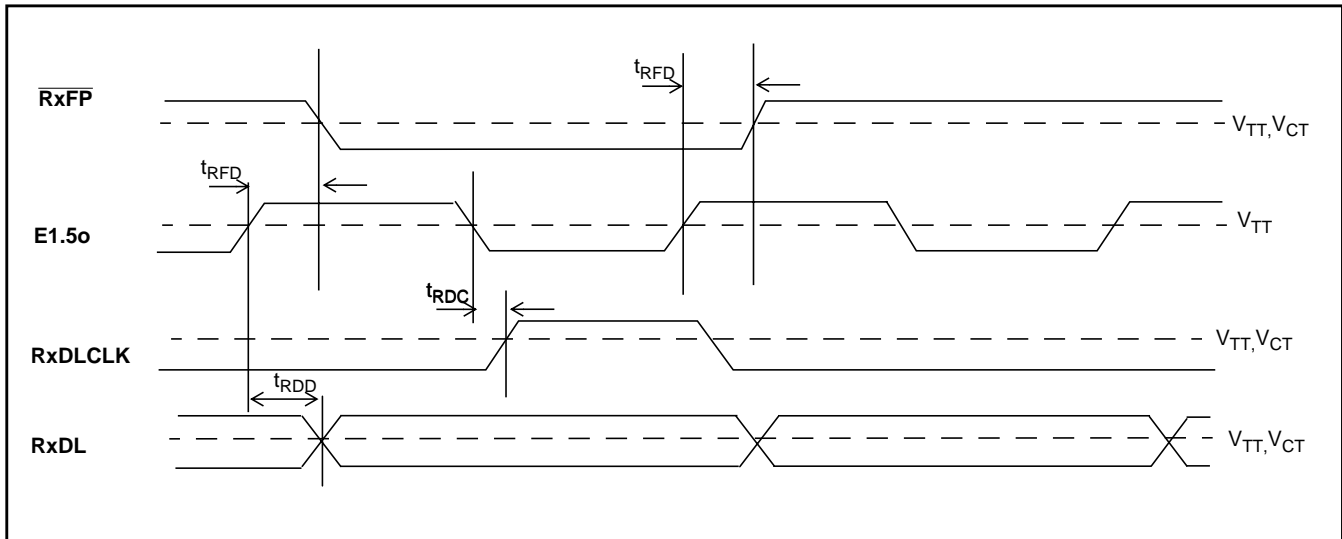 tRFD
RxFP
VTT,VCT
tRFD
E1.5o
VTT
tRDC
RxDLCLK
VTT,VCT
tRDD
RxDL
VTT,VCT